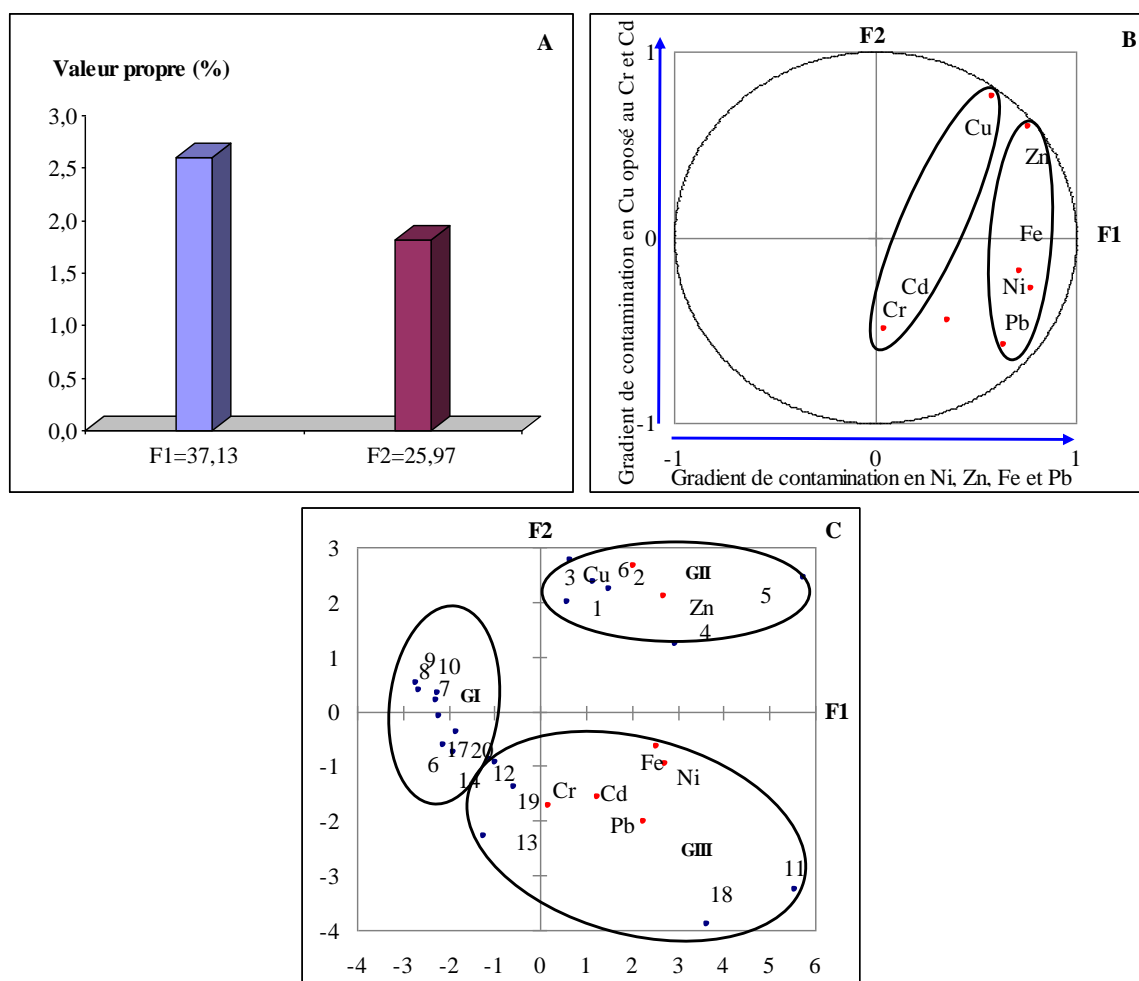 A
Valeur propre (%)
3,0
2,5
2,0
1,5
1,0
0,5
0,0
F1=37,13
F2=25,97
F2
B
1
Cu
Zn
Fe
0
F1
Cd
Ni
Cr
Pb
-1
-1
0
1
Gradient de contamination en Cu oposé au Cr et Cd
Gradient de contamination en Ni, Zn, Fe et Pb
F2
C
3
3 Cu 6 2 GII
5
2
1 Zn
4
1
9 10
8 7 GI
0
F1
17 20
6
Fe
Ni
-1
14 12
19 Cr Cd
-2
Pb
13
GIII
-3
11
18
-4
-4 -3 -2 -1 0 1 2 3 4 5 6